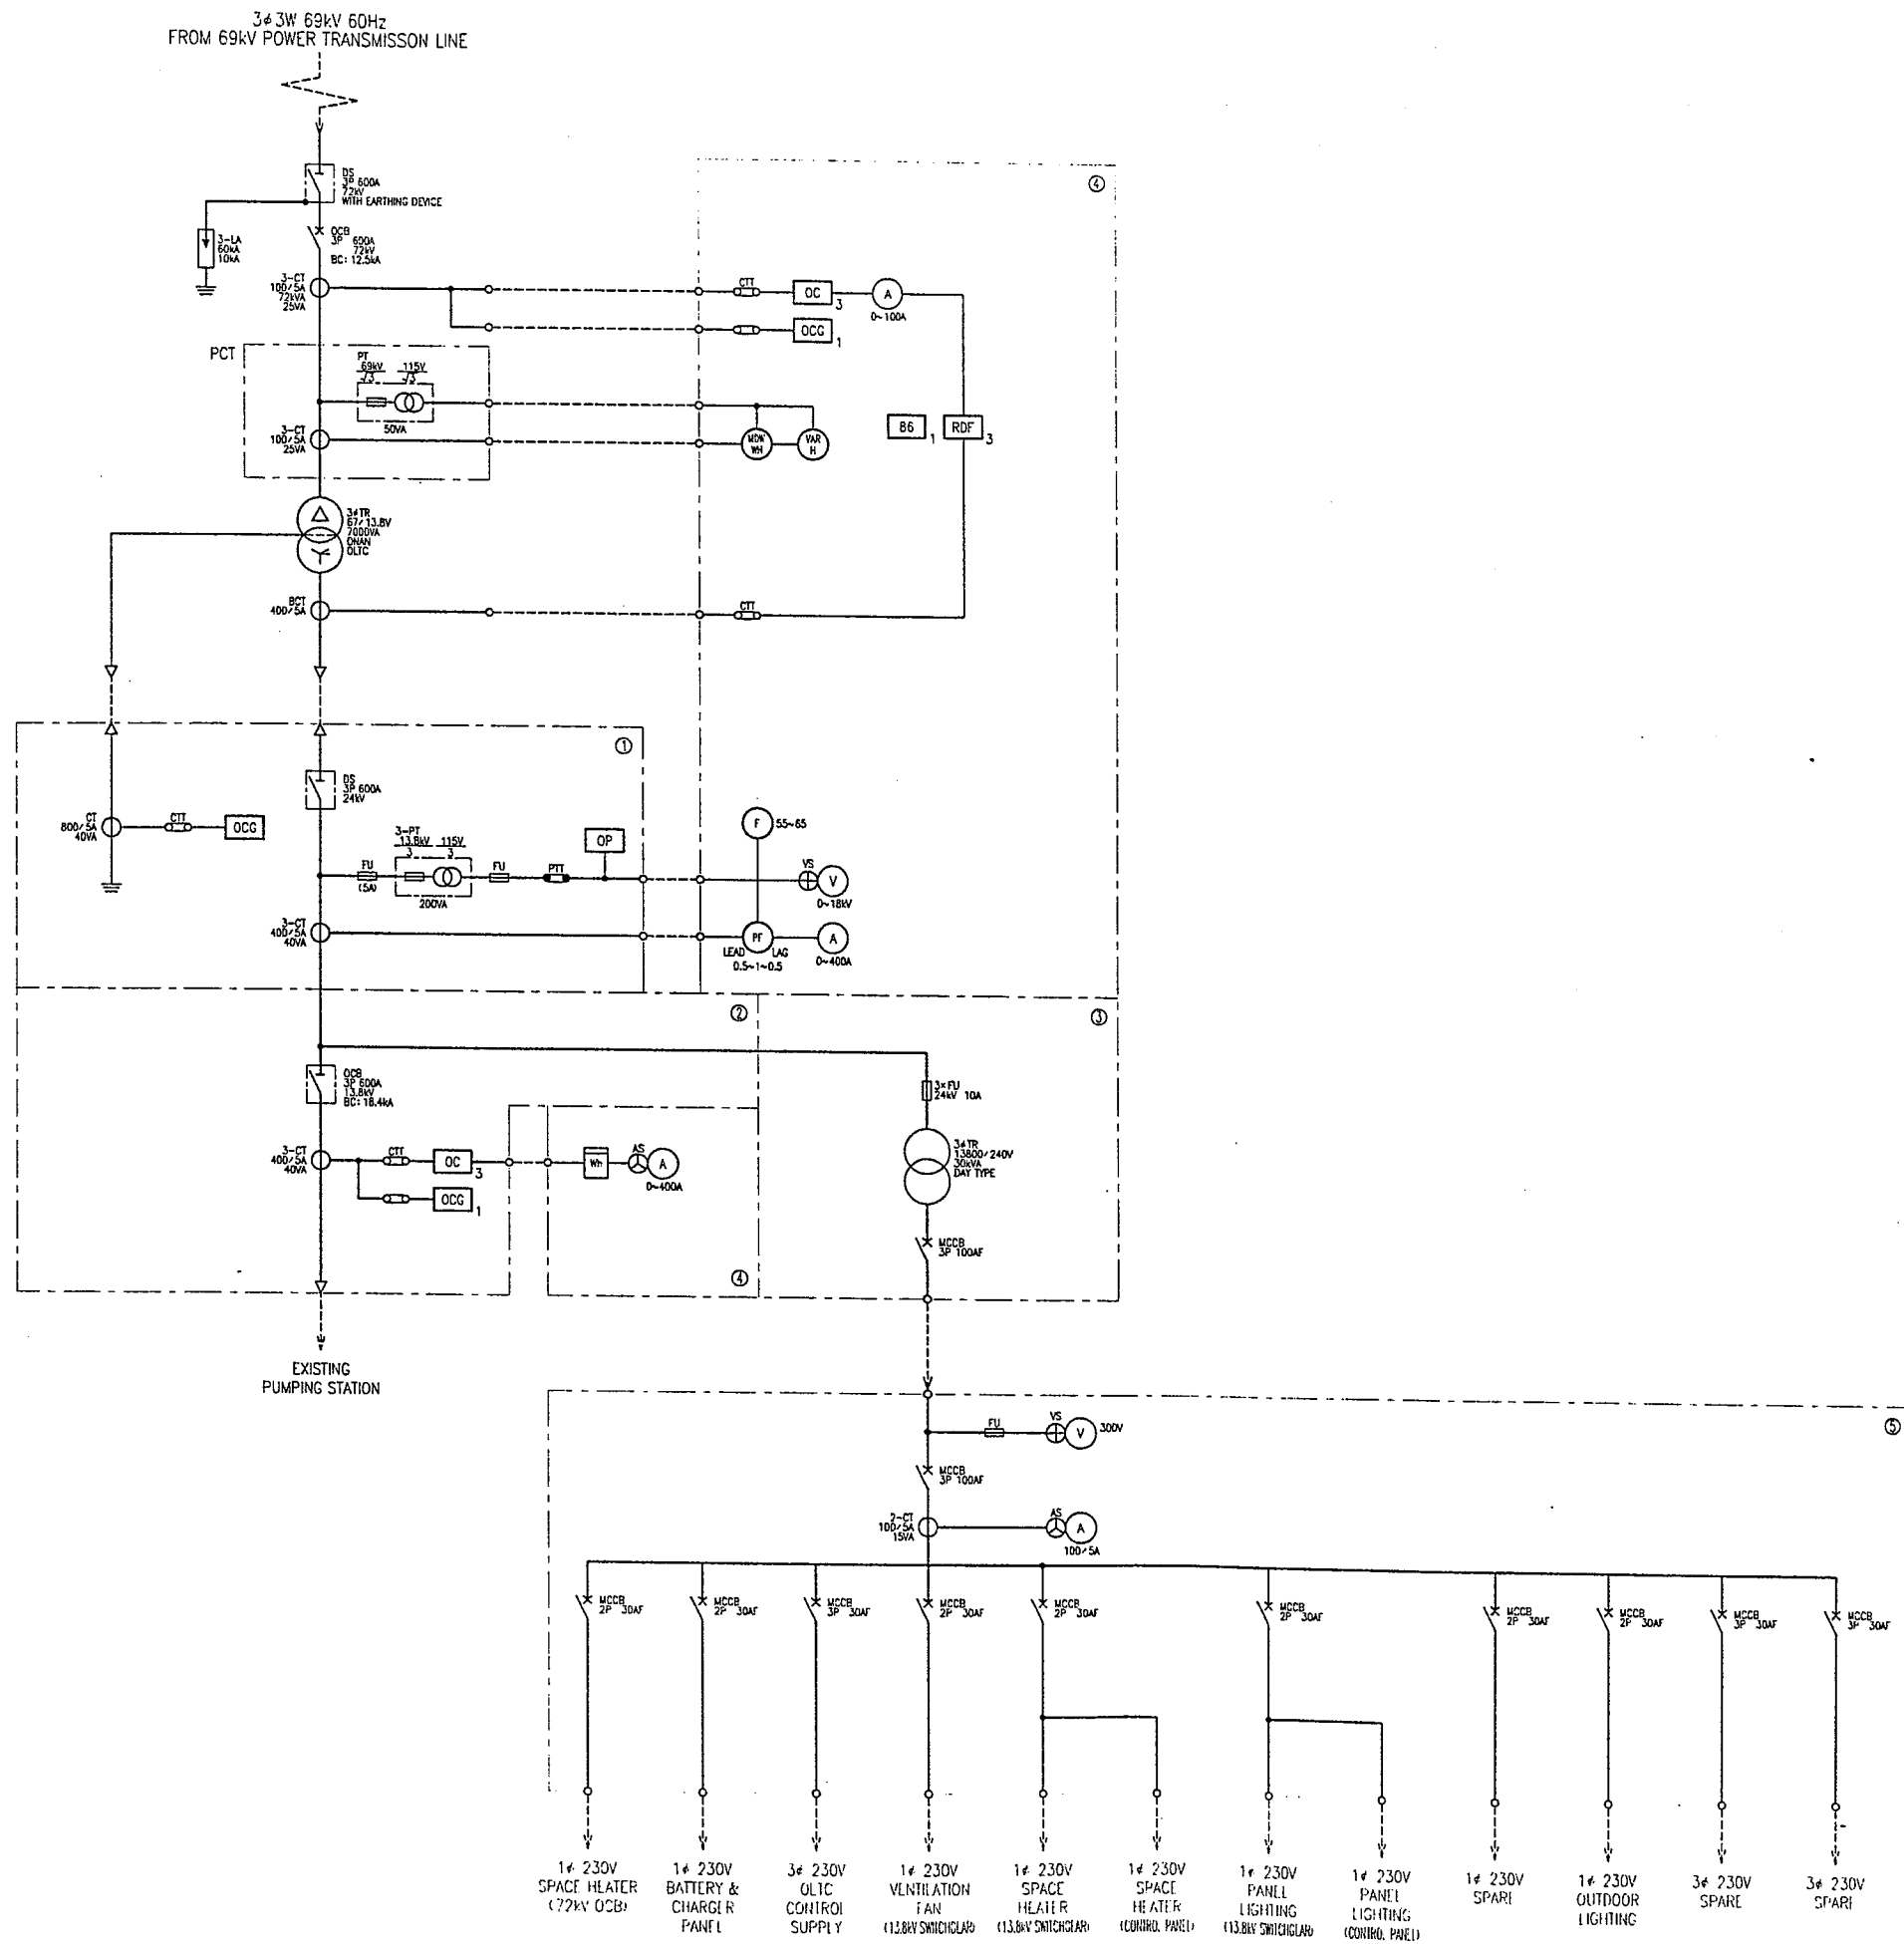 3φ3W 69kV 60Hz
FROM 69kV POWER TRANSMISSON LINE
DS
3P 600A
72kV
WITH EARTHING DEVICE
④
3-LA
60kA
10kA
OCB
3P 600A
72kV
BC: 12.5kA
3-CT
100/5A
72kVA
25VA
CTT
OC
3
A
0~100A
OCG
1
PCT
PT
69kV 115V
√3 √3
50VA
3-CT
100/5A
25VA
MDW
WH
VAR
H
86
1
RDF
3
3φTR
67/13.8V
7000VA
ONAN
OLTC
BCT
400/5A
CTT
①
DS
3P 600A
24kV
CT
800/5A
40VA
CTT
OCG
3-PT
13.8kV 115V
3 3
FU
(5A)
200VA
FU
PTT
OP
F
55~65
VS
V
0~18kV
3-CT
400/5A
40VA
PF
LEAD LAG
0.5~1~0.5
A
0~400A
②
③
OCB
3P 600A
13.8kV
BC: 18.4kA
3×FU
24kV 10A
3-CT
400/5A
40VA
CTT
OC
3
OCG
1
Wh
AS
A
0~400A
3φTR
13800/240V
30kVA
DAY TYPE
MCCB
3P 100AF
④
EXISTING
PUMPING STATION
⑤
FU
VS
V
300V
MCCB
3P 100AF
2-CT
100/5A
15VA
AS
A
100/5A
MCCB
2P 30AF
MCCB
2P 30AF
MCCB
3P 30AF
MCCB
2P 30AF
MCCB
2P 30AF
MCCB
2P 30AF
MCCB
2P 30AF
MCCB
2P 30AF
MCCB
3P 30AF
MCCB
3P 30AF
1φ 230V
SPACE HEATER
(72kV OCB)
1φ 230V
BATTERY &
CHARGER
PANEL
3φ 230V
OLTC
CONTROL
SUPPLY
1φ 230V
VENTILATION
FAN
(13.8kV SWITCHGEAR)
1φ 230V
SPACE
HEATER
(13.8kV SWITCHGEAR)
1φ 230V
SPACE
HEATER
(CONTROL PANEL)
1φ 230V
PANEL
LIGHTING
(13.8kV SWITCHGEAR)
1φ 230V
PANEL
LIGHTING
(CONTROL PANEL)
1φ 230V
SPARE
1φ 230V
OUTDOOR
LIGHTING
3φ 230V
SPARE
3φ 230V
SPARE